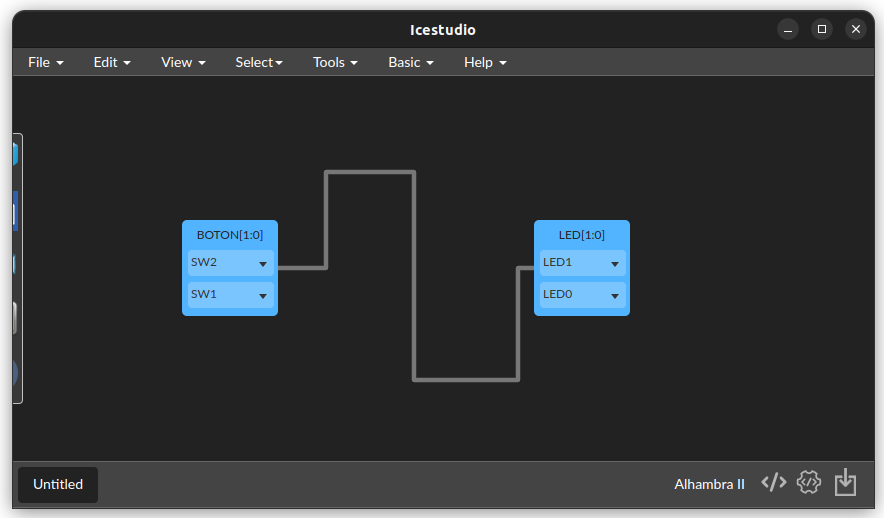 Icestudio
File Edit View Select Tools Basic Help
BOTON[1:0]
SW2
SW1
LED[1:0]
LED1
LED0
Untitled
Alhambra II